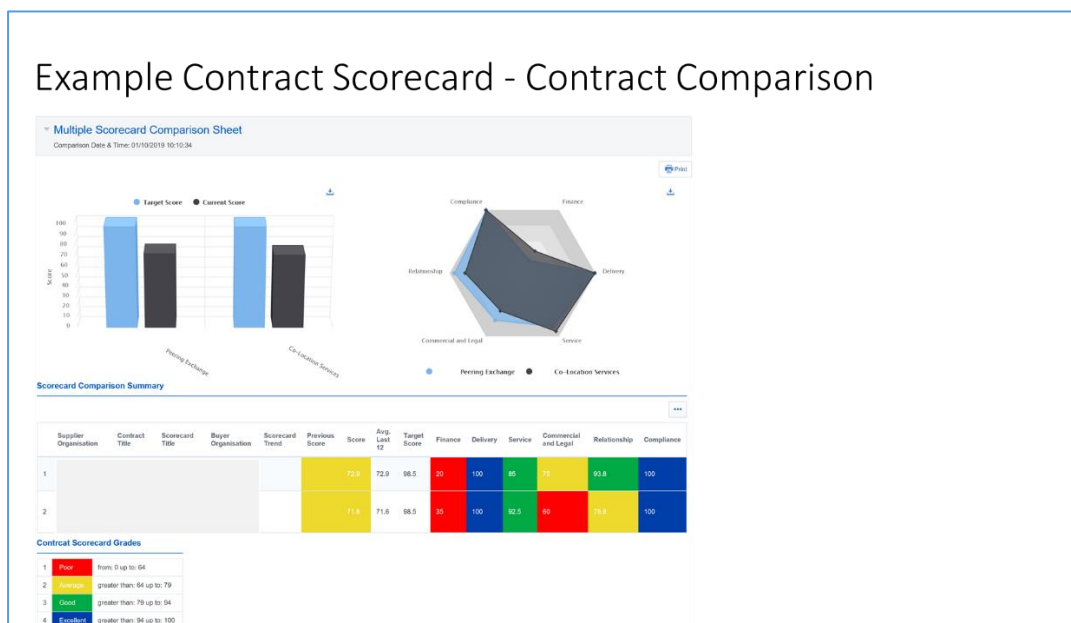 Example Contract Scorecard - Contract Comparison
Multiple Scorecard Comparison Sheet
Comparison Date & Time: 01/10/2019 10:10:34
Print
Target Score Current Score
100
90
80
70
60
50
40
30
20
10
0
Score
Peering Exchange
Co-Location Services
Compliance Finance
Relationship Delivery
Commercial and Legal Service
Peering Exchange Co-Location Services
Scorecard Comparison Summary
Supplier Organisation Contract Title Scorecard Title Buyer Organisation Scorecard Trend Previous Score Score Avg. Last 12 Target Score Finance Delivery Service Commercial and Legal Relationship Compliance
1 72.9 72.9 98.5 20 100 85 75 93.8 100
2 71.6 71.6 98.5 35 100 92.5 60 100
Contrcat Scorecard Grades
1 Poor from: 0 up to: 64
2 Average greater than: 64 up to: 79
3 Good greater than: 79 up to: 94
4 Excellent greater than: 94 up to: 100